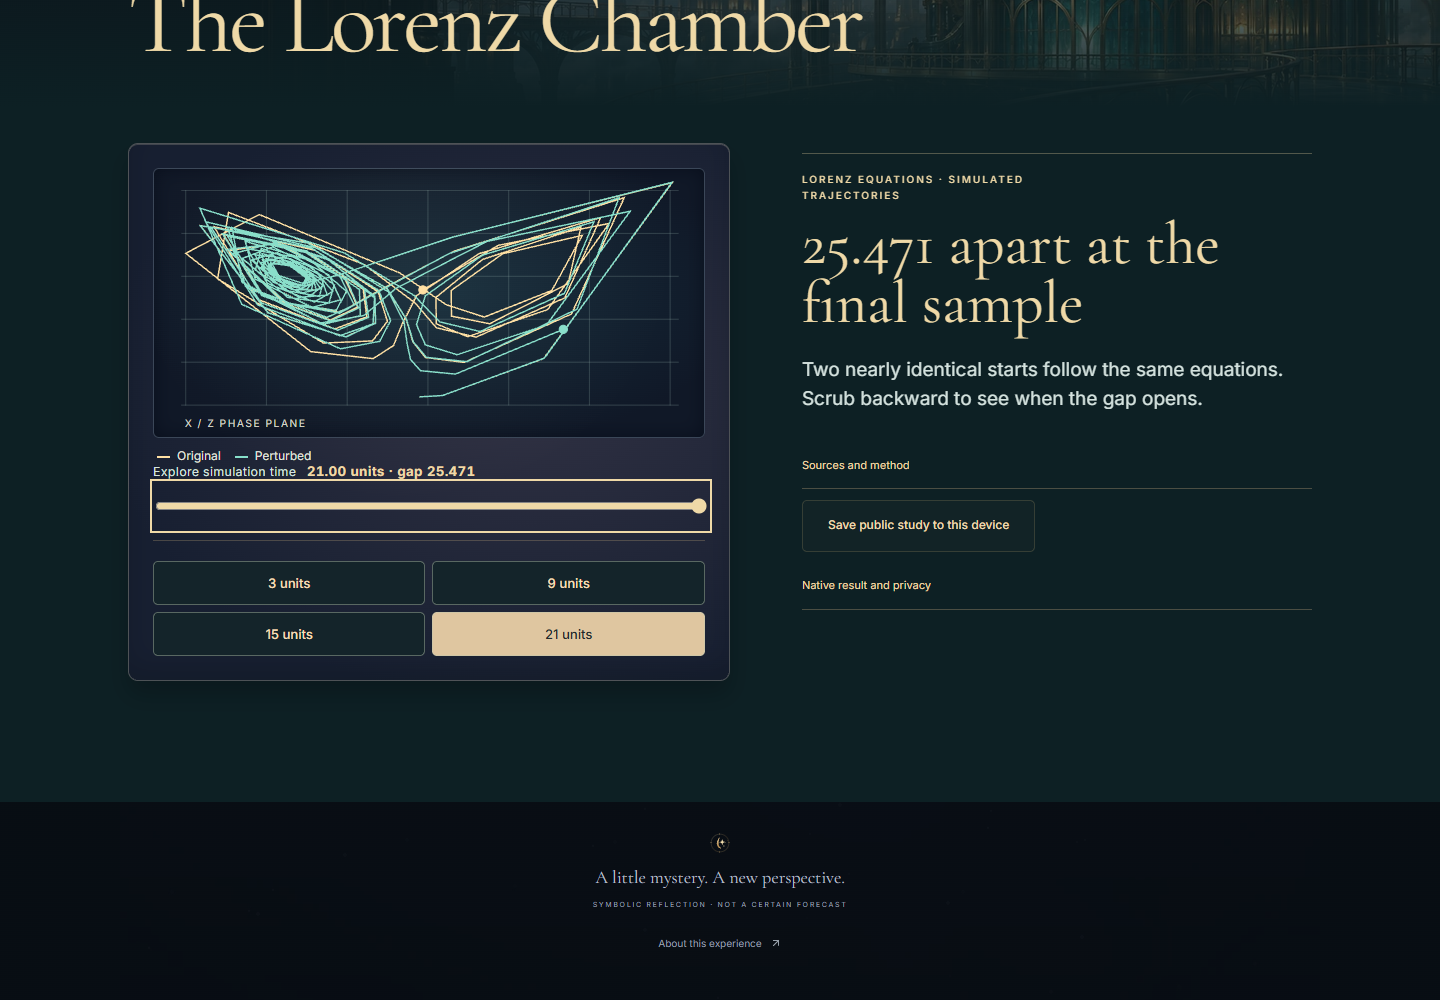 The Lorenz Chamber
X / Z PHASE PLANE
Original Perturbed
Explore simulation time 21.00 units · gap 25.471
3 units
9 units
15 units
21 units
LORENZ EQUATIONS · SIMULATED
TRAJECTORIES
25.471 apart at the
final sample
Two nearly identical starts follow the same equations.
Scrub backward to see when the gap opens.
Sources and method
Save public study to this device
Native result and privacy
A little mystery. A new perspective.
SYMBOLIC REFLECTION · NOT A CERTAIN FORECAST
About this experience